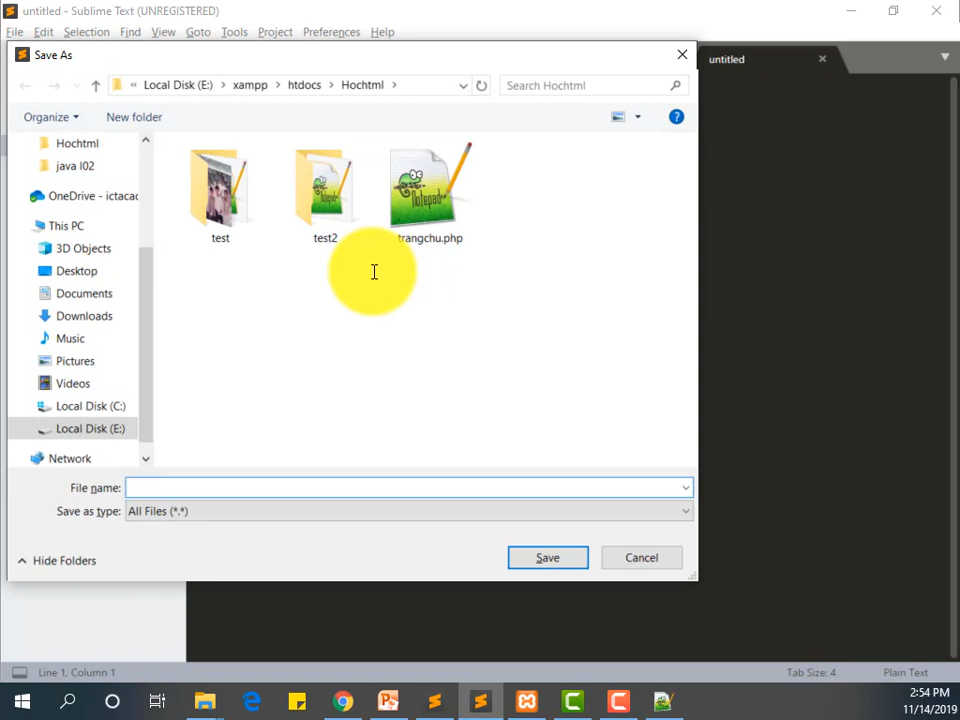 untitled - Sublime Text (UNREGISTERED)
File Edit Selection Find View Goto Tools Project Preferences Help
Save As
untitled
« Local Disk (E:) › xampp › htdocs › Hochtml ›
Search Hochtml
Organize
New folder
Hochtml
java l02
OneDrive - ictacac
This PC
3D Objects
Desktop
Documents
Downloads
Music
Pictures
Videos
Local Disk (C:)
Local Disk (E:)
Network
Notepad++
test
test2
trangchu.php
File name:
Save as type: All Files (*.*)
Hide Folders
Save
Cancel
Line 1, Column 1
Tab Size: 4
Plain Text
2:54 PM
11/14/2019